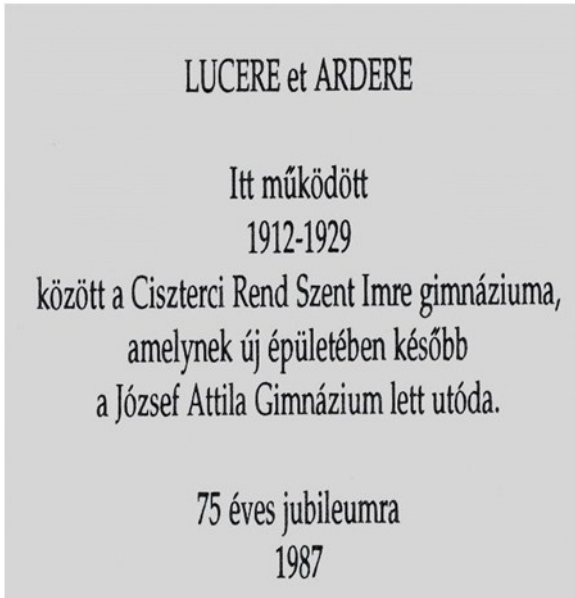 LUCERE et ARDERE
Itt működött
1912-1929
között a Ciszterci Rend Szent Imre gimnáziuma,
amelynek új épületében később
a József Attila Gimnázium lett utóda.
75 éves jubileumra
1987